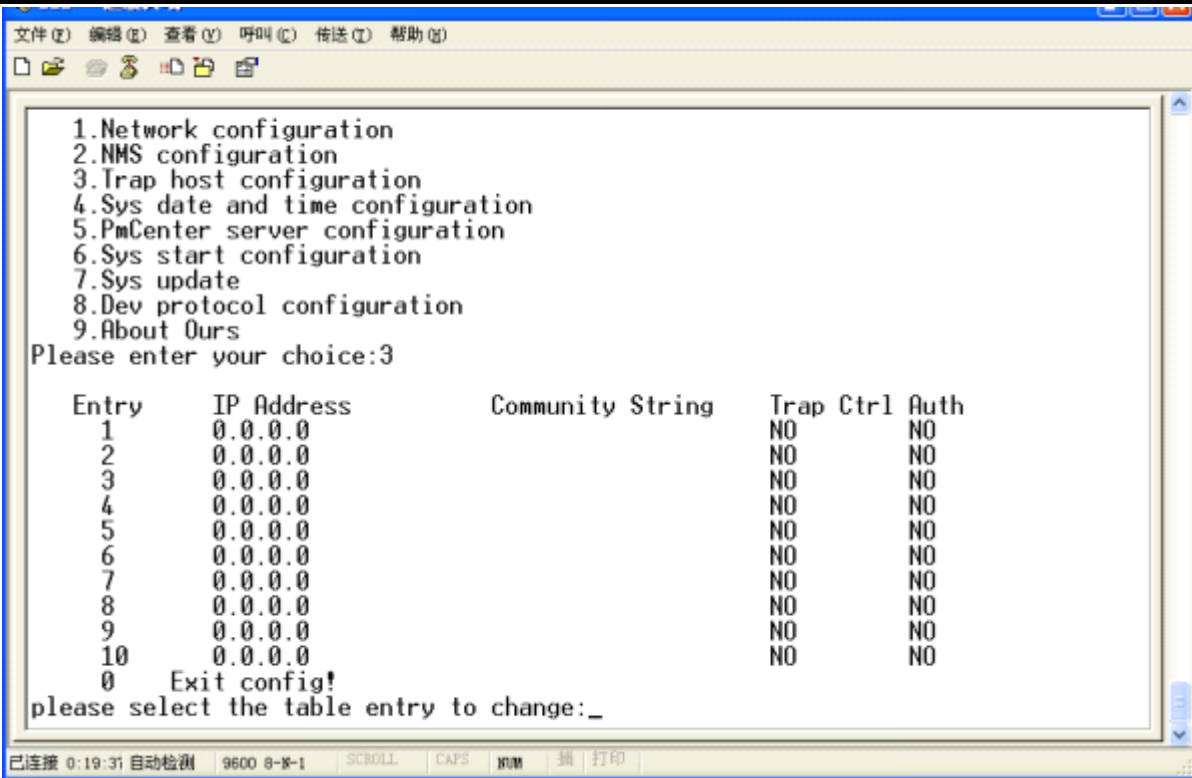 文件(F) 编辑(E) 查看(V) 呼叫(C) 传送(T) 帮助(H)
1.Network configuration
2.NMS configuration
3.Trap host configuration
4.Sys date and time configuration
5.PmCenter server configuration
6.Sys start configuration
7.Sys update
8.Dev protocol configuration
9.About Ours
Please enter your choice:3
Entry IP Address Community String Trap Ctrl Auth
1 0.0.0.0 NO NO
2 0.0.0.0 NO NO
3 0.0.0.0 NO NO
4 0.0.0.0 NO NO
5 0.0.0.0 NO NO
6 0.0.0.0 NO NO
7 0.0.0.0 NO NO
8 0.0.0.0 NO NO
9 0.0.0.0 NO NO
10 0.0.0.0 NO NO
0 Exit config!
please select the table entry to change:_
已连接 0:19:37 自动检测 9600 8-N-1 SCROLL CAPS NUM 捕 打印